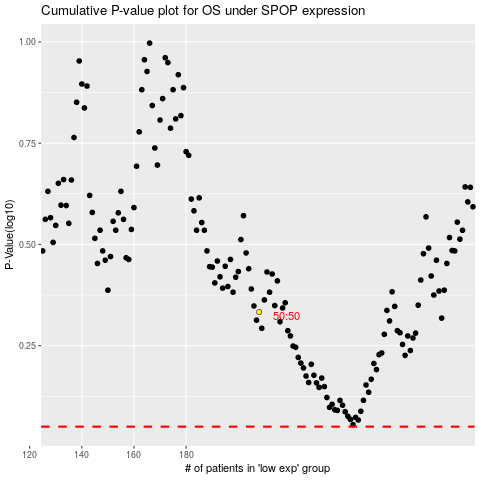 Cumulative P-value plot for OS under SPOP expression
P-Value(log10)
1.00
0.75
0.50
0.25
50:50
120 140 160 180
# of patients in 'low exp' group